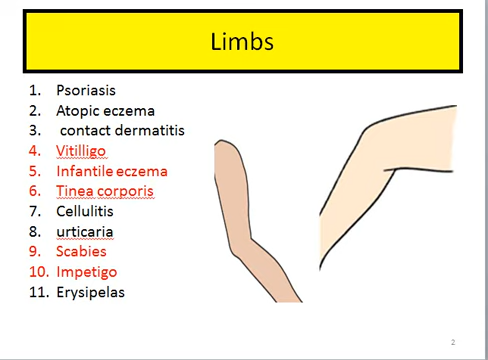 Limbs
1. Psoriasis
2. Atopic eczema
3. contact dermatitis
4. Vitilligo
5. Infantile eczema
6. Tinea corporis
7. Cellulitis
8. urticaria
9. Scabies
10. Impetigo
11. Erysipelas
2